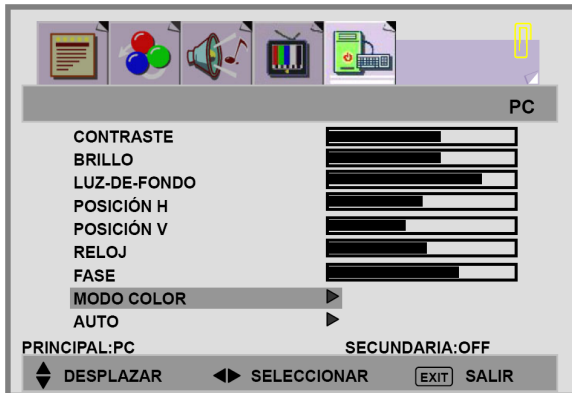 PC
CONTRASTE
BRILLO
LUZ-DE-FONDO
POSICIÓN H
POSICIÓN V
RELOJ
FASE
MODO COLOR
AUTO
PRINCIPAL:PC SECUNDARIA:OFF
DESPLAZAR SELECCIONAR EXIT SALIR